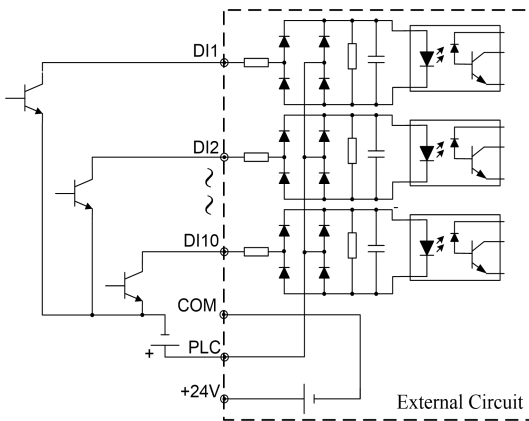 DI1
DI2
DI10
COM
+ PLC
+24V
External Circuit